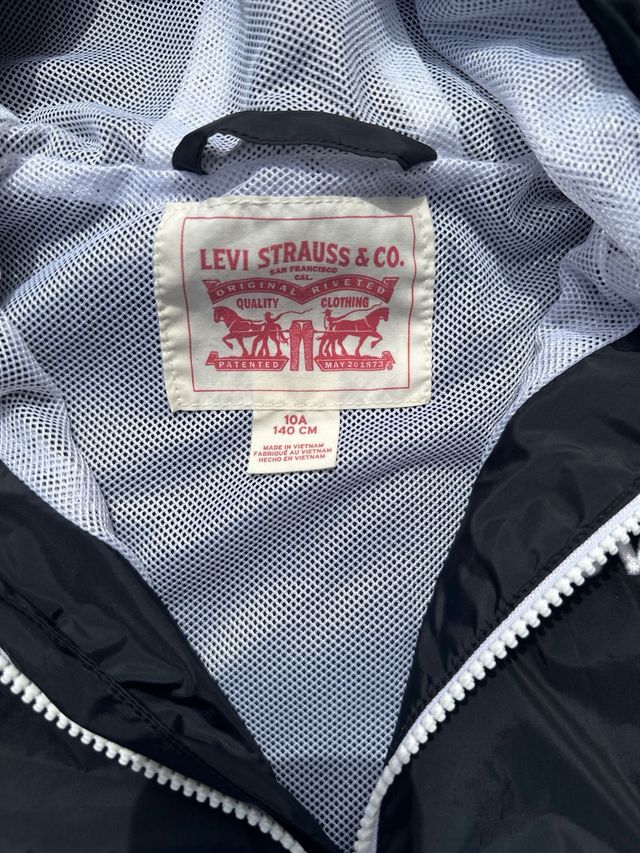 LEVI STRAUSS & CO.
SAN FRANCISCO
CAL.
ORIGINAL RIVETED
QUALITY CLOTHING
PATENTED MAY 20 1873
10A
140 CM
MADE IN VIETNAM
FABRIQUÉ AU VIETNAM
HECHO EN VIETNAM